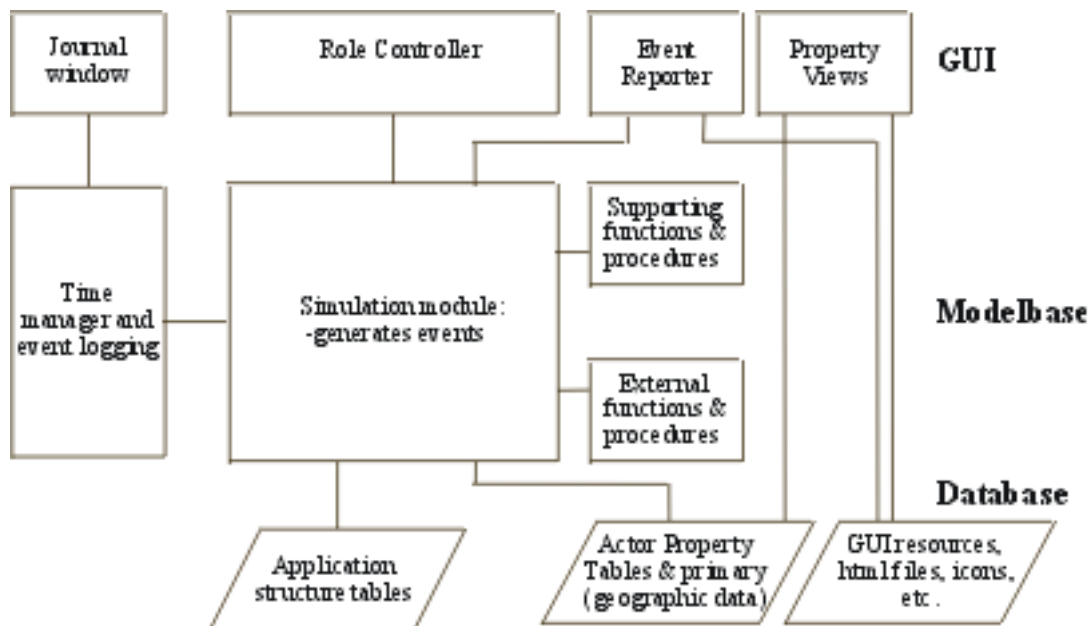 Journal
window
Role Controller
Event
Reporter
Property
Views
GUI
Supporting
functions &
procedures
Time
manager and
event logging
Simulation module:
-generates events
Modelbase
External
functions &
procedures
Database
Application
structure tables
Actor Property
Tables & primary
(geographic data)
GUI resources,
html files, icons,
etc.